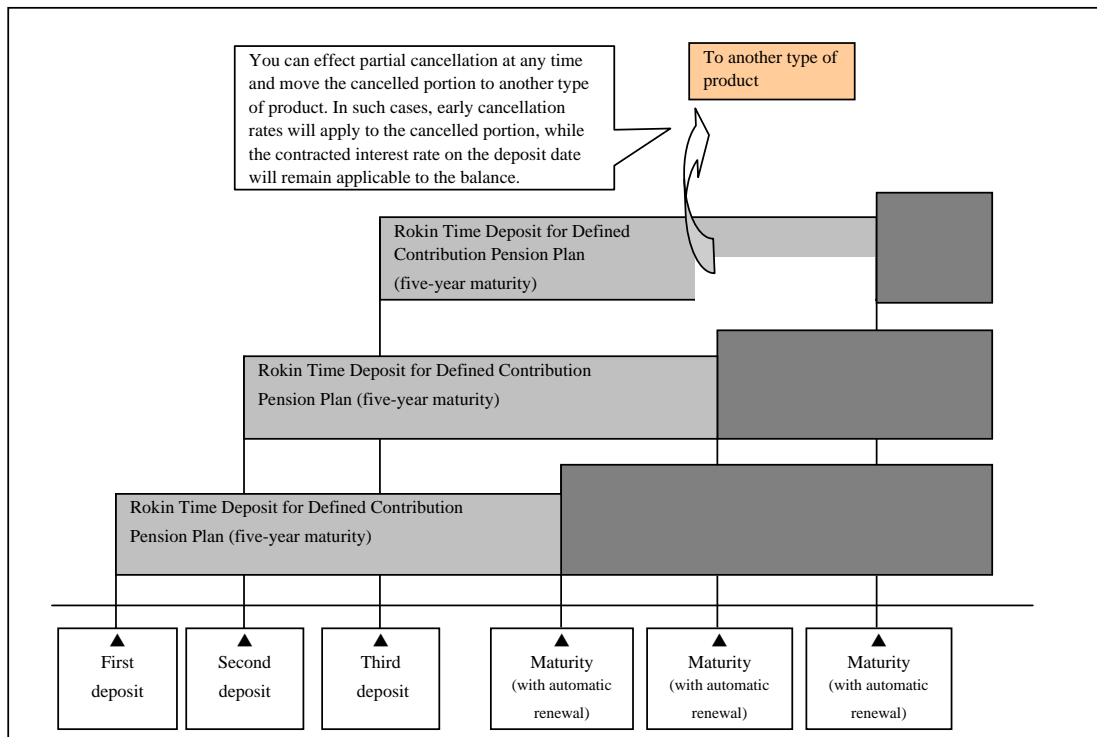 You can effect partial cancellation at any time
and move the cancelled portion to another type
of product. In such cases, early cancellation
rates will apply to the cancelled portion, while
the contracted interest rate on the deposit date
will remain applicable to the balance.
To another type of
product
Rokin Time Deposit for Defined
Contribution Pension Plan
(five-year maturity)
Rokin Time Deposit for Defined Contribution
Pension Plan (five-year maturity)
Rokin Time Deposit for Defined Contribution
Pension Plan (five-year maturity)
First
deposit
Second
deposit
Third
deposit
Maturity
(with automatic
renewal)
Maturity
(with automatic
renewal)
Maturity
(with automatic
renewal)